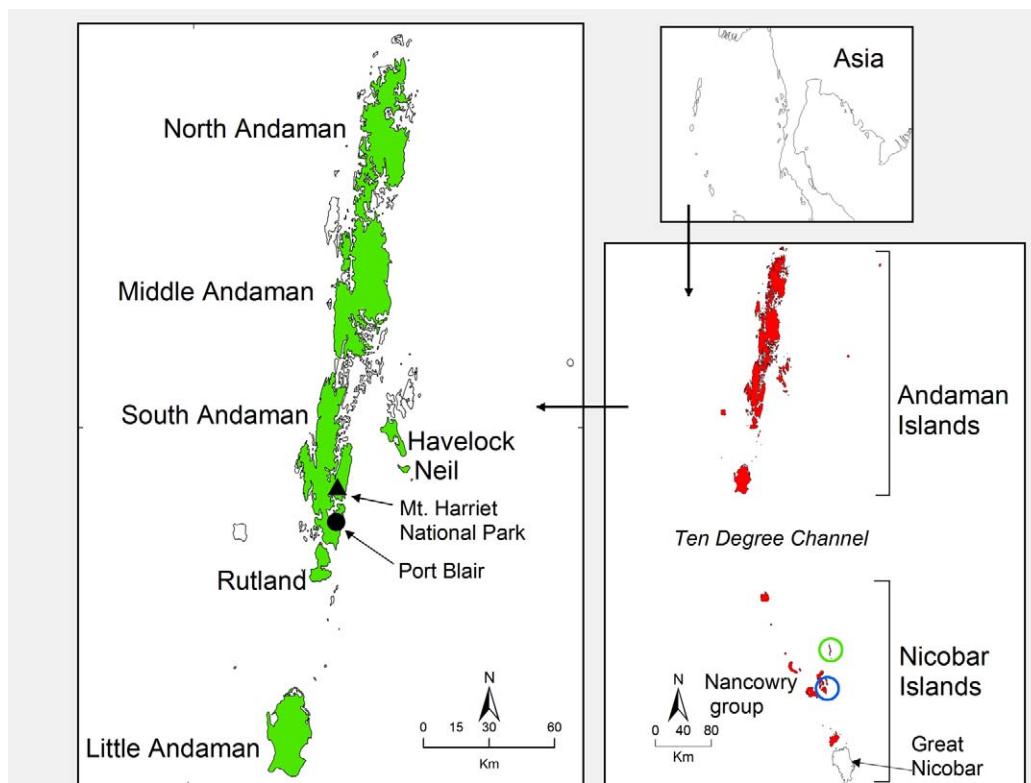 North Andaman
Middle Andaman
South Andaman
Havelock
Neil
Mt. Harriet
National Park
Port Blair
Rutland
Little Andaman
N
0 15 30 60
Km
Asia
Andaman
Islands
Ten Degree Channel
Nicobar
Islands
Nancowry
group
N
0 40 80
Km
Great
Nicobar